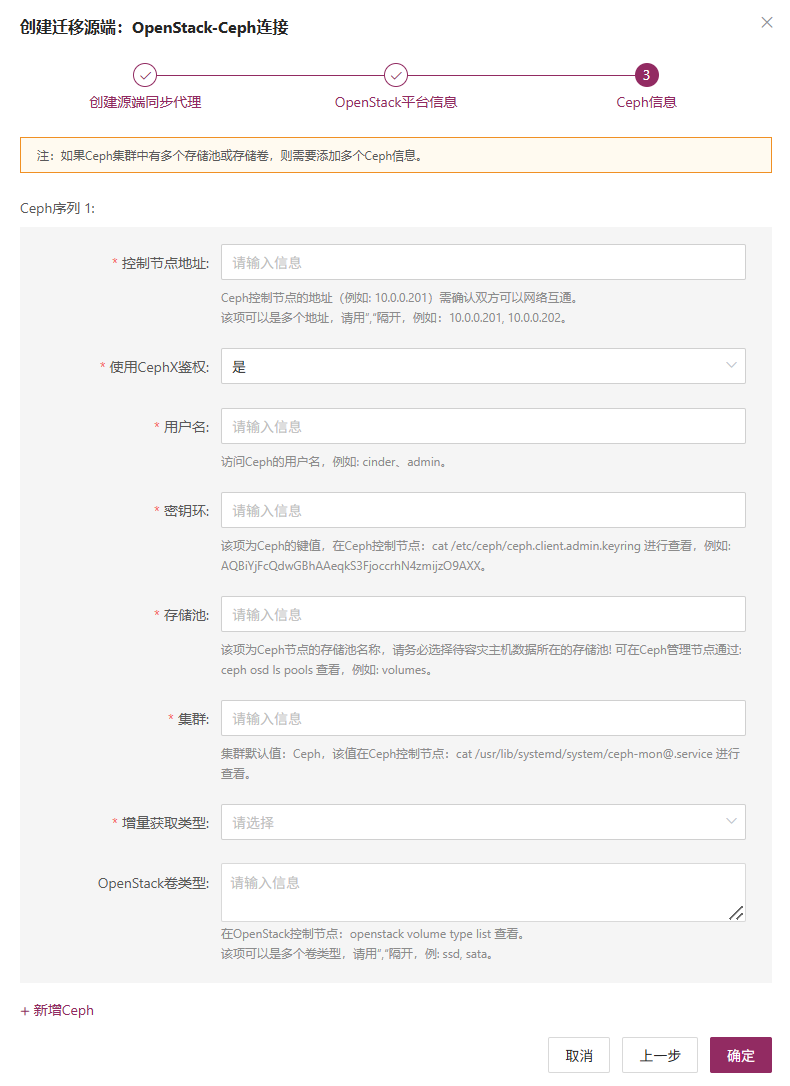 创建迁移源端：OpenStack-Ceph连接
3
创建源端同步代理
OpenStack平台信息
Ceph信息
注：如果Ceph集群中有多个存储池或存储卷，则需要添加多个Ceph信息。
Ceph序列 1:
* 控制节点地址: 请输入信息
Ceph控制节点的地址（例如: 10.0.0.201）需确认双方可以网络互通。
该项可以是多个地址，请用","隔开，例如：10.0.0.201, 10.0.0.202。
* 使用CephX鉴权: 是
* 用户名: 请输入信息
访问Ceph的用户名，例如: cinder、admin。
* 密钥环: 请输入信息
该项为Ceph的键值，在Ceph控制节点：cat /etc/ceph/ceph.client.admin.keyring 进行查看，例如:
AQBiYjFcQdwGBhAAeqkS3FjoccrhN4zmijzO9AXX。
* 存储池: 请输入信息
该项为Ceph节点的存储池名称，请务必选择待容灾主机数据所在的存储池! 可在Ceph管理节点通过:
ceph osd ls pools 查看，例如: volumes。
* 集群: 请输入信息
集群默认值：Ceph，该值在Ceph控制节点：cat /usr/lib/systemd/system/ceph-mon@.service 进行
查看。
* 增量获取类型: 请选择
OpenStack卷类型: 请输入信息
在OpenStack控制节点：openstack volume type list 查看。
该项可以是多个卷类型，请用","隔开，例: ssd, sata。
+ 新增Ceph
取消 上一步 确定